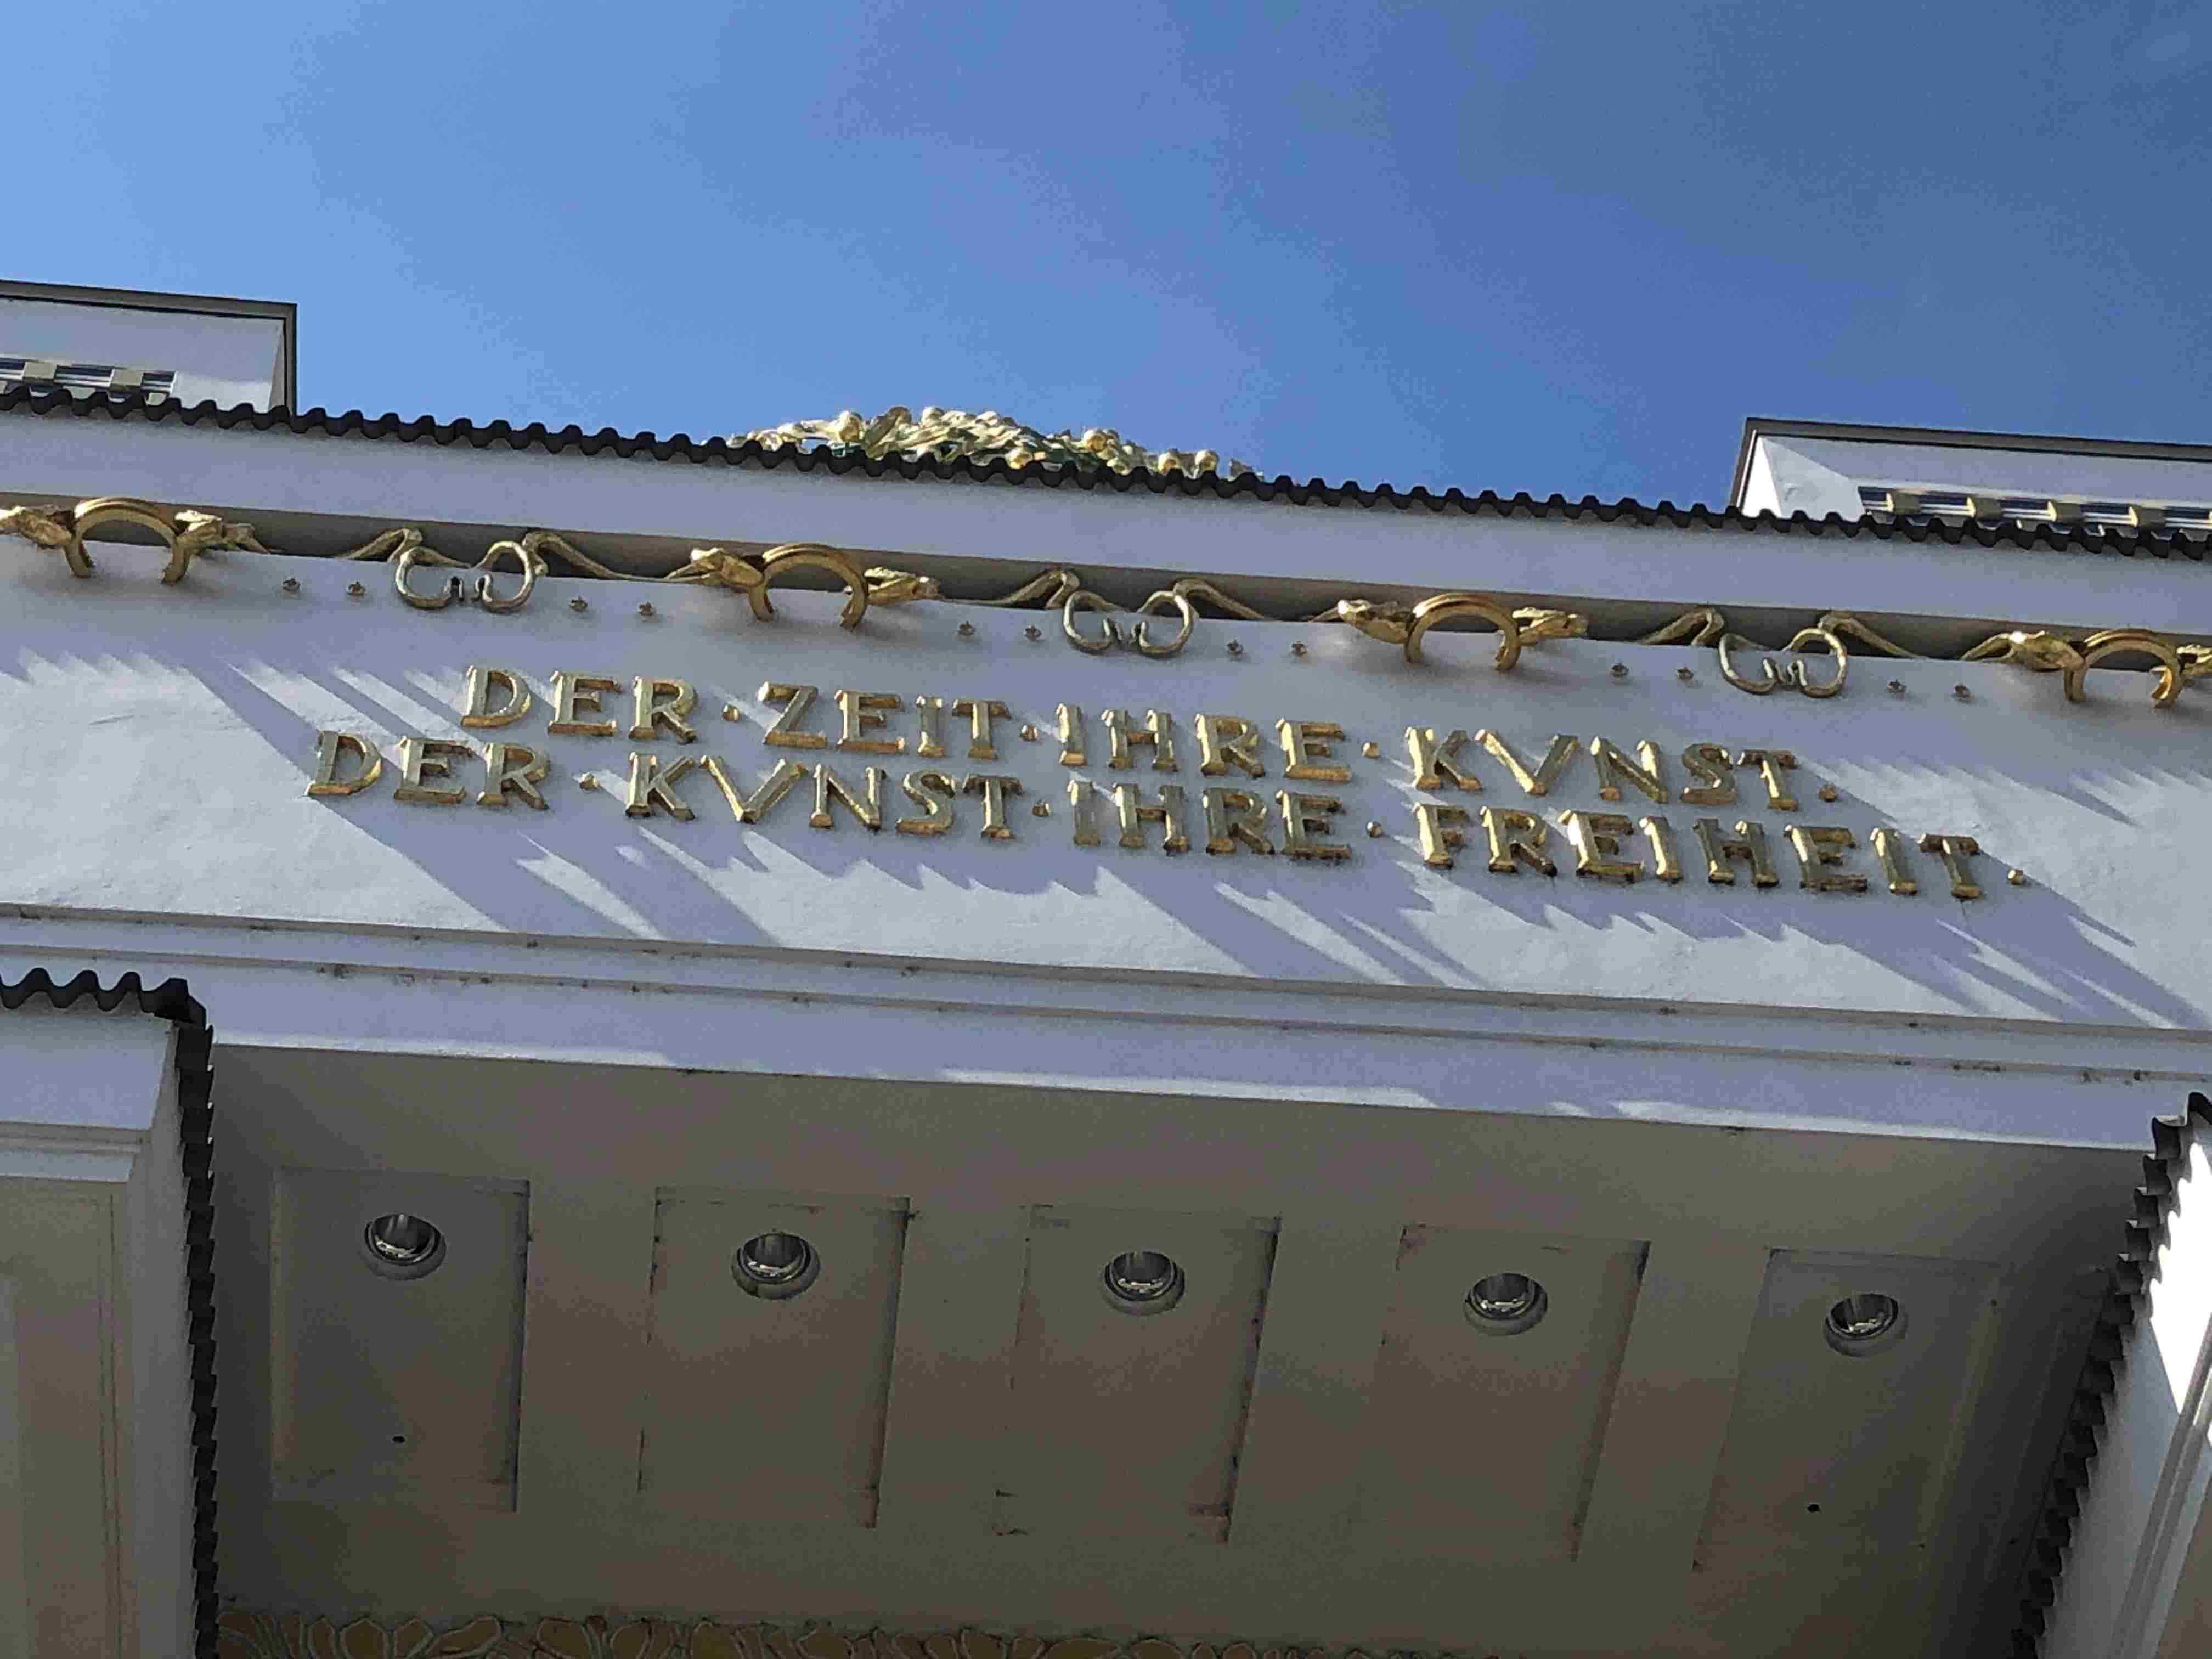 DER·ZEIT·IHRE·KVNST·
DER·KVNST·IHRE·FREIHEIT·